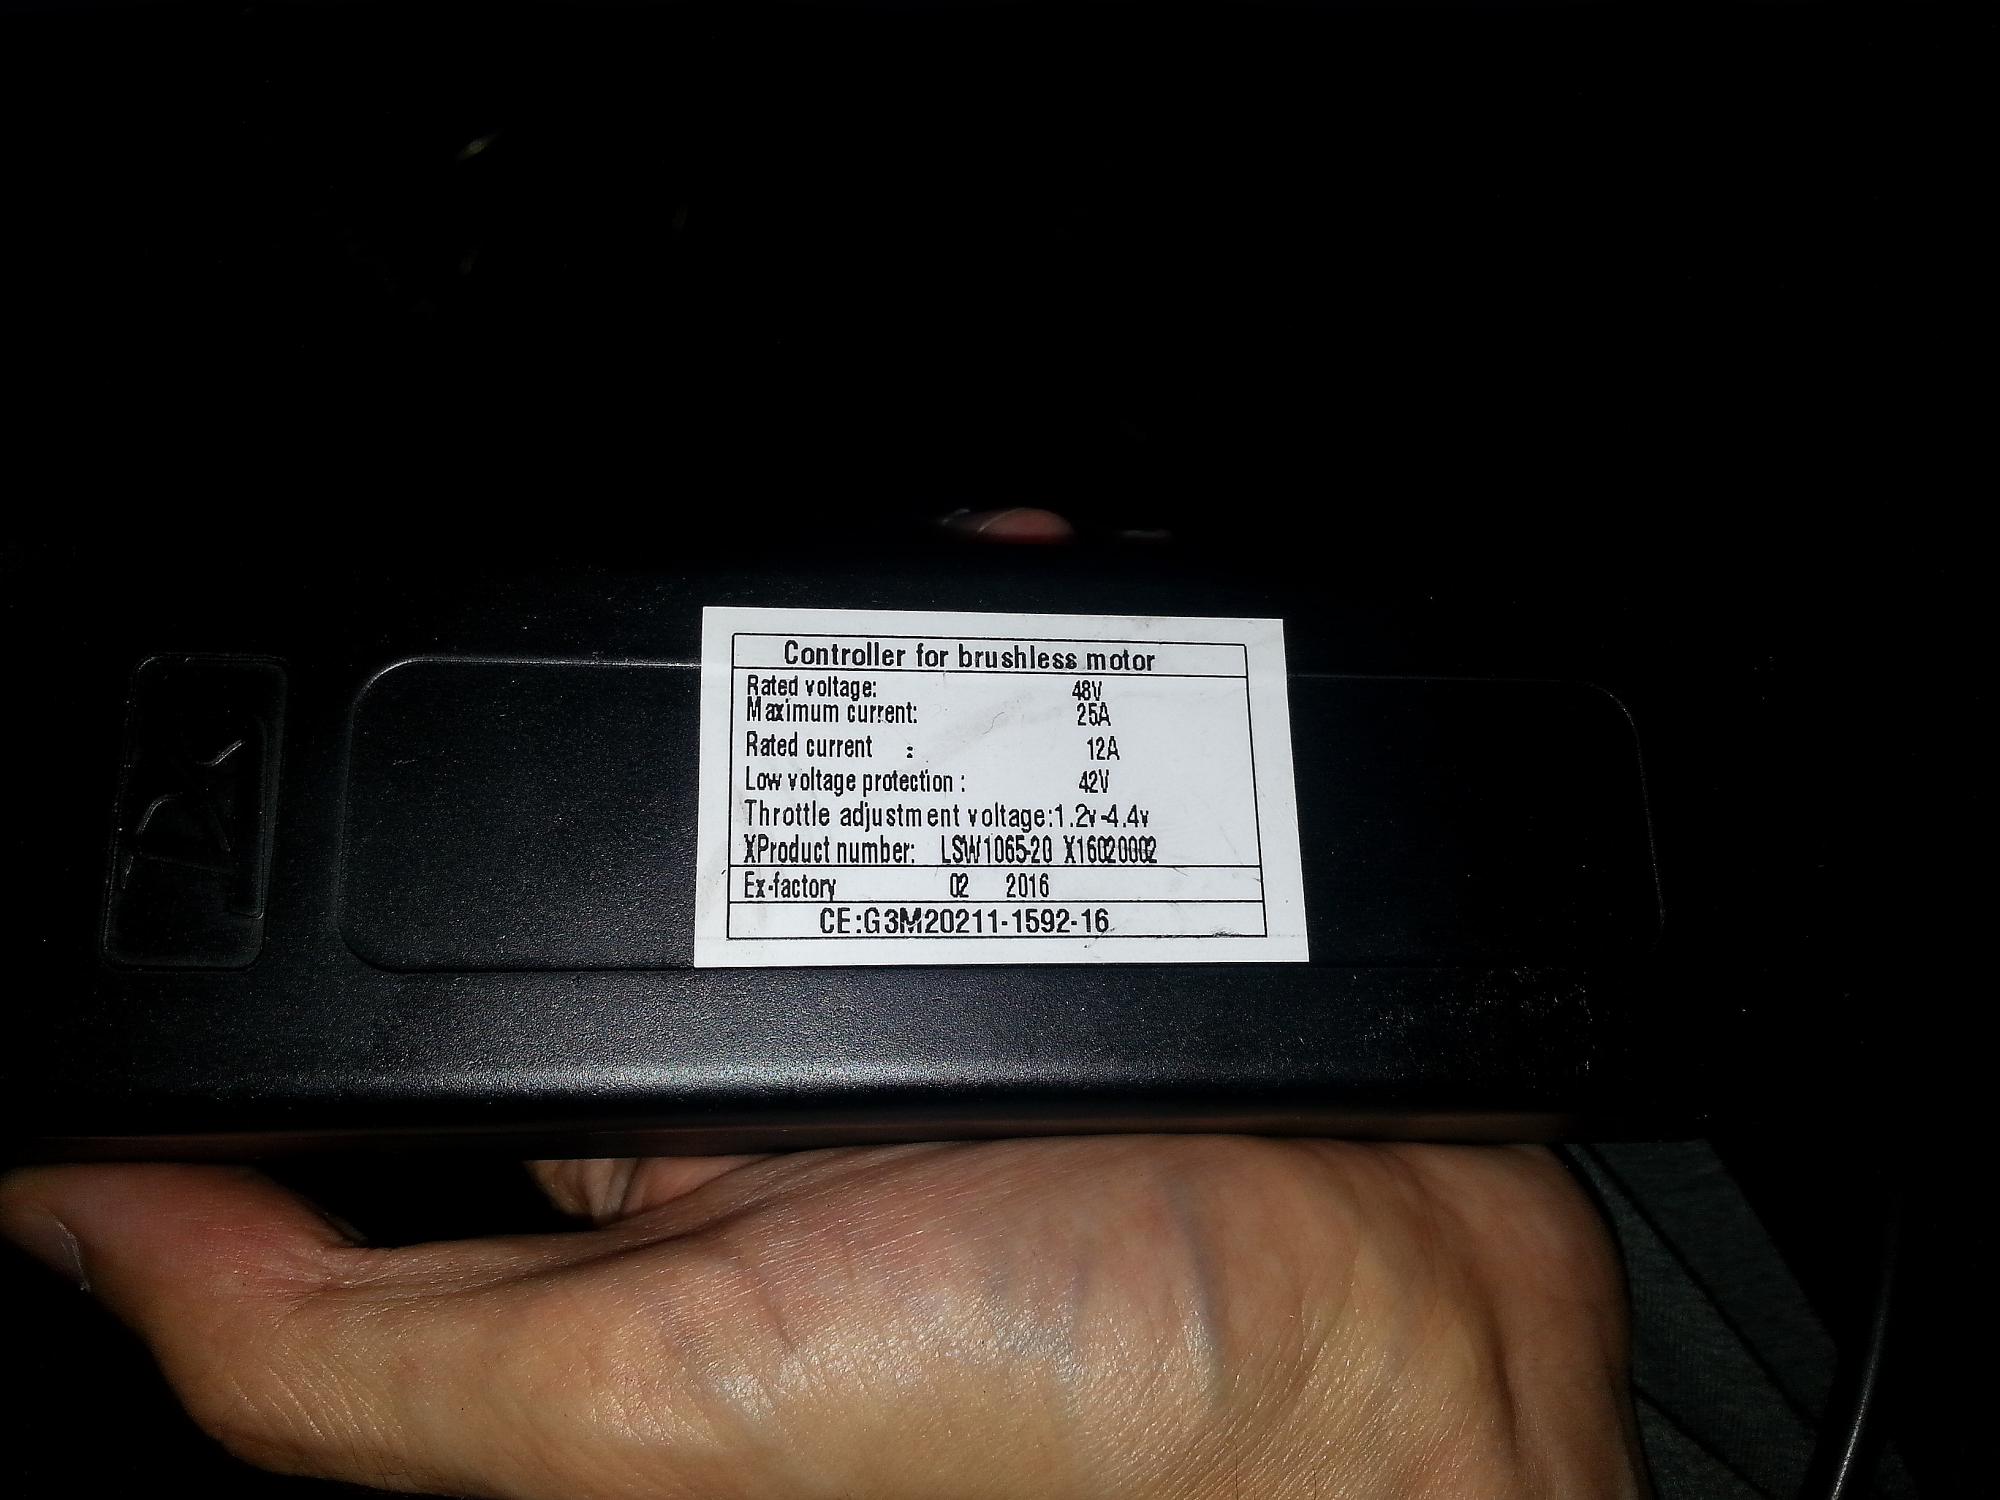 Controller for brushless motor
Rated voltage: 48V
Maximum current: 25A
Rated current : 12A
Low voltage protection : 42V
Throttle adjustment voltage:1.2v-4.4v
XProduct number: LSW1065-20 X16020002
Ex-factory 02 2016
CE:G3M20211-1592-16